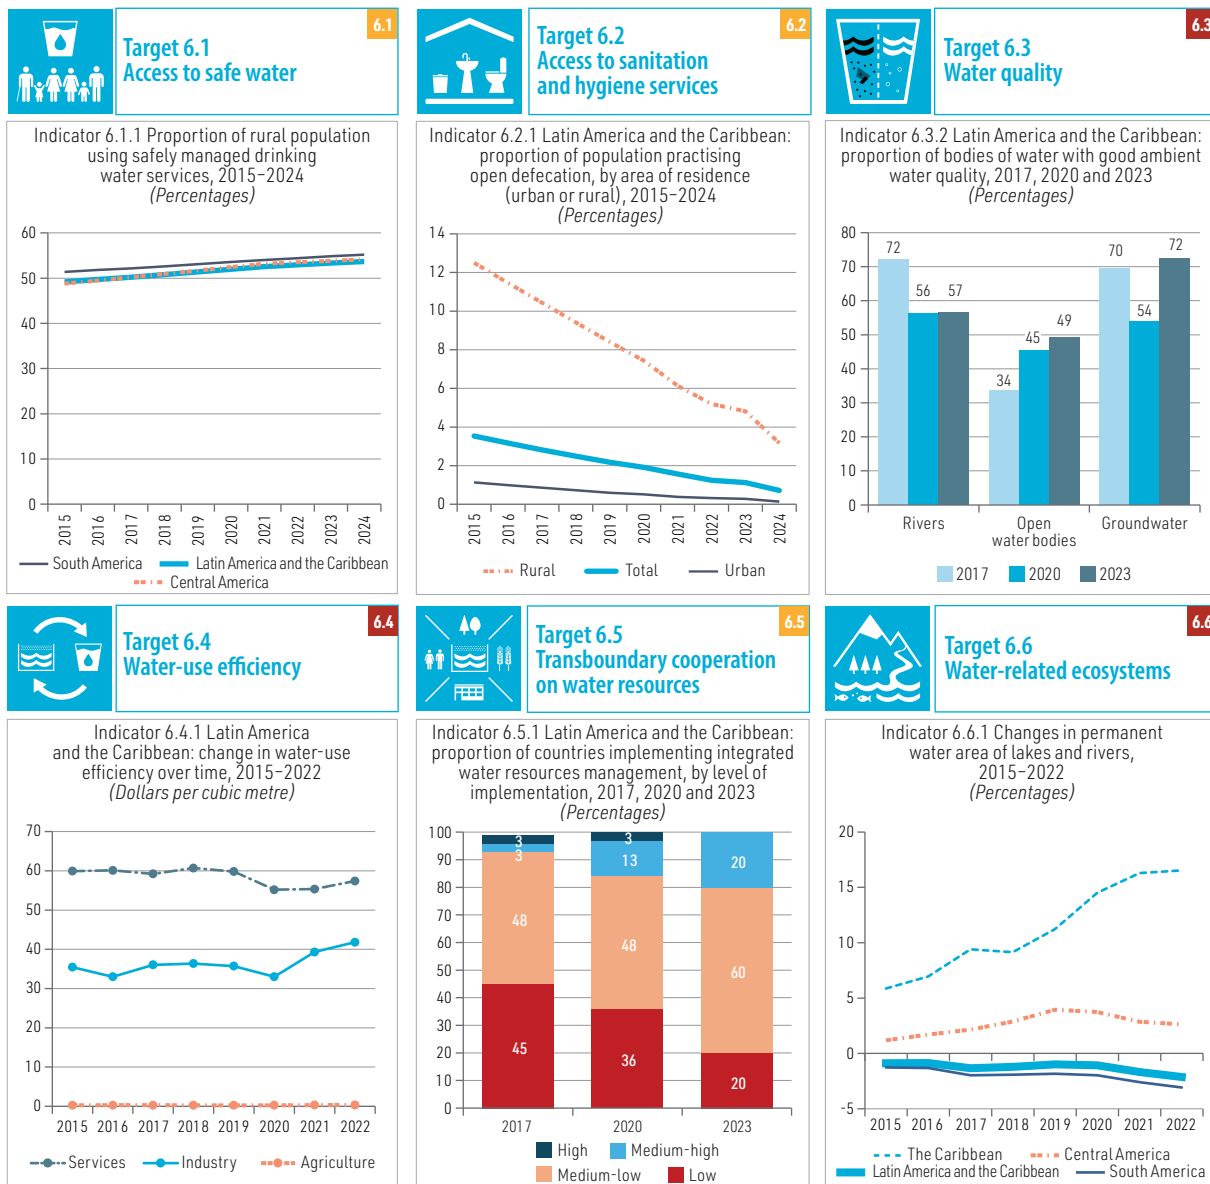 Target 6.1
Access to safe water
6.1
Indicator 6.1.1 Proportion of rural population
using safely managed drinking
water services, 2015–2024
(Percentages)
60
50
40
30
20
10
0
2015
2016
2017
2018
2019
2020
2021
2022
2023
2024
South America
Latin America and the Caribbean
Central America
Target 6.2
Access to sanitation
and hygiene services
6.2
Indicator 6.2.1 Latin America and the Caribbean:
proportion of population practising
open defecation, by area of residence
(urban or rural), 2015–2024
(Percentages)
14
12
10
8
6
4
2
0
2015
2016
2017
2018
2019
2020
2021
2022
2023
2024
Rural
Total
Urban
Target 6.3
Water quality
6.3
Indicator 6.3.2 Latin America and the Caribbean:
proportion of bodies of water with good ambient
water quality, 2017, 2020 and 2023
(Percentages)
80
70
60
50
40
30
20
10
0
72
56
57
34
45
49
70
54
72
Rivers
Open
water bodies
Groundwater
2017
2020
2023
Target 6.4
Water-use efficiency
6.4
Indicator 6.4.1 Latin America
and the Caribbean: change in water-use
efficiency over time, 2015–2022
(Dollars per cubic metre)
70
60
50
40
30
20
10
0
2015 2016 2017 2018 2019 2020 2021 2022
Services
Industry
Agriculture
Target 6.5
Transboundary cooperation
on water resources
6.5
Indicator 6.5.1 Latin America and the Caribbean:
proportion of countries implementing integrated
water resources management, by level of
implementation, 2017, 2020 and 2023
(Percentages)
100
90
80
70
60
50
40
30
20
10
0
3
3
48
45
3
13
48
36
20
60
20
2017
2020
2023
High
Medium-high
Medium-low
Low
Target 6.6
Water-related ecosystems
6.6
Indicator 6.6.1 Changes in permanent
water area of lakes and rivers,
2015–2022
(Percentages)
20
15
10
5
0
-5
2015 2016 2017 2018 2019 2020 2021 2022
The Caribbean
Central America
Latin America and the Caribbean
South America